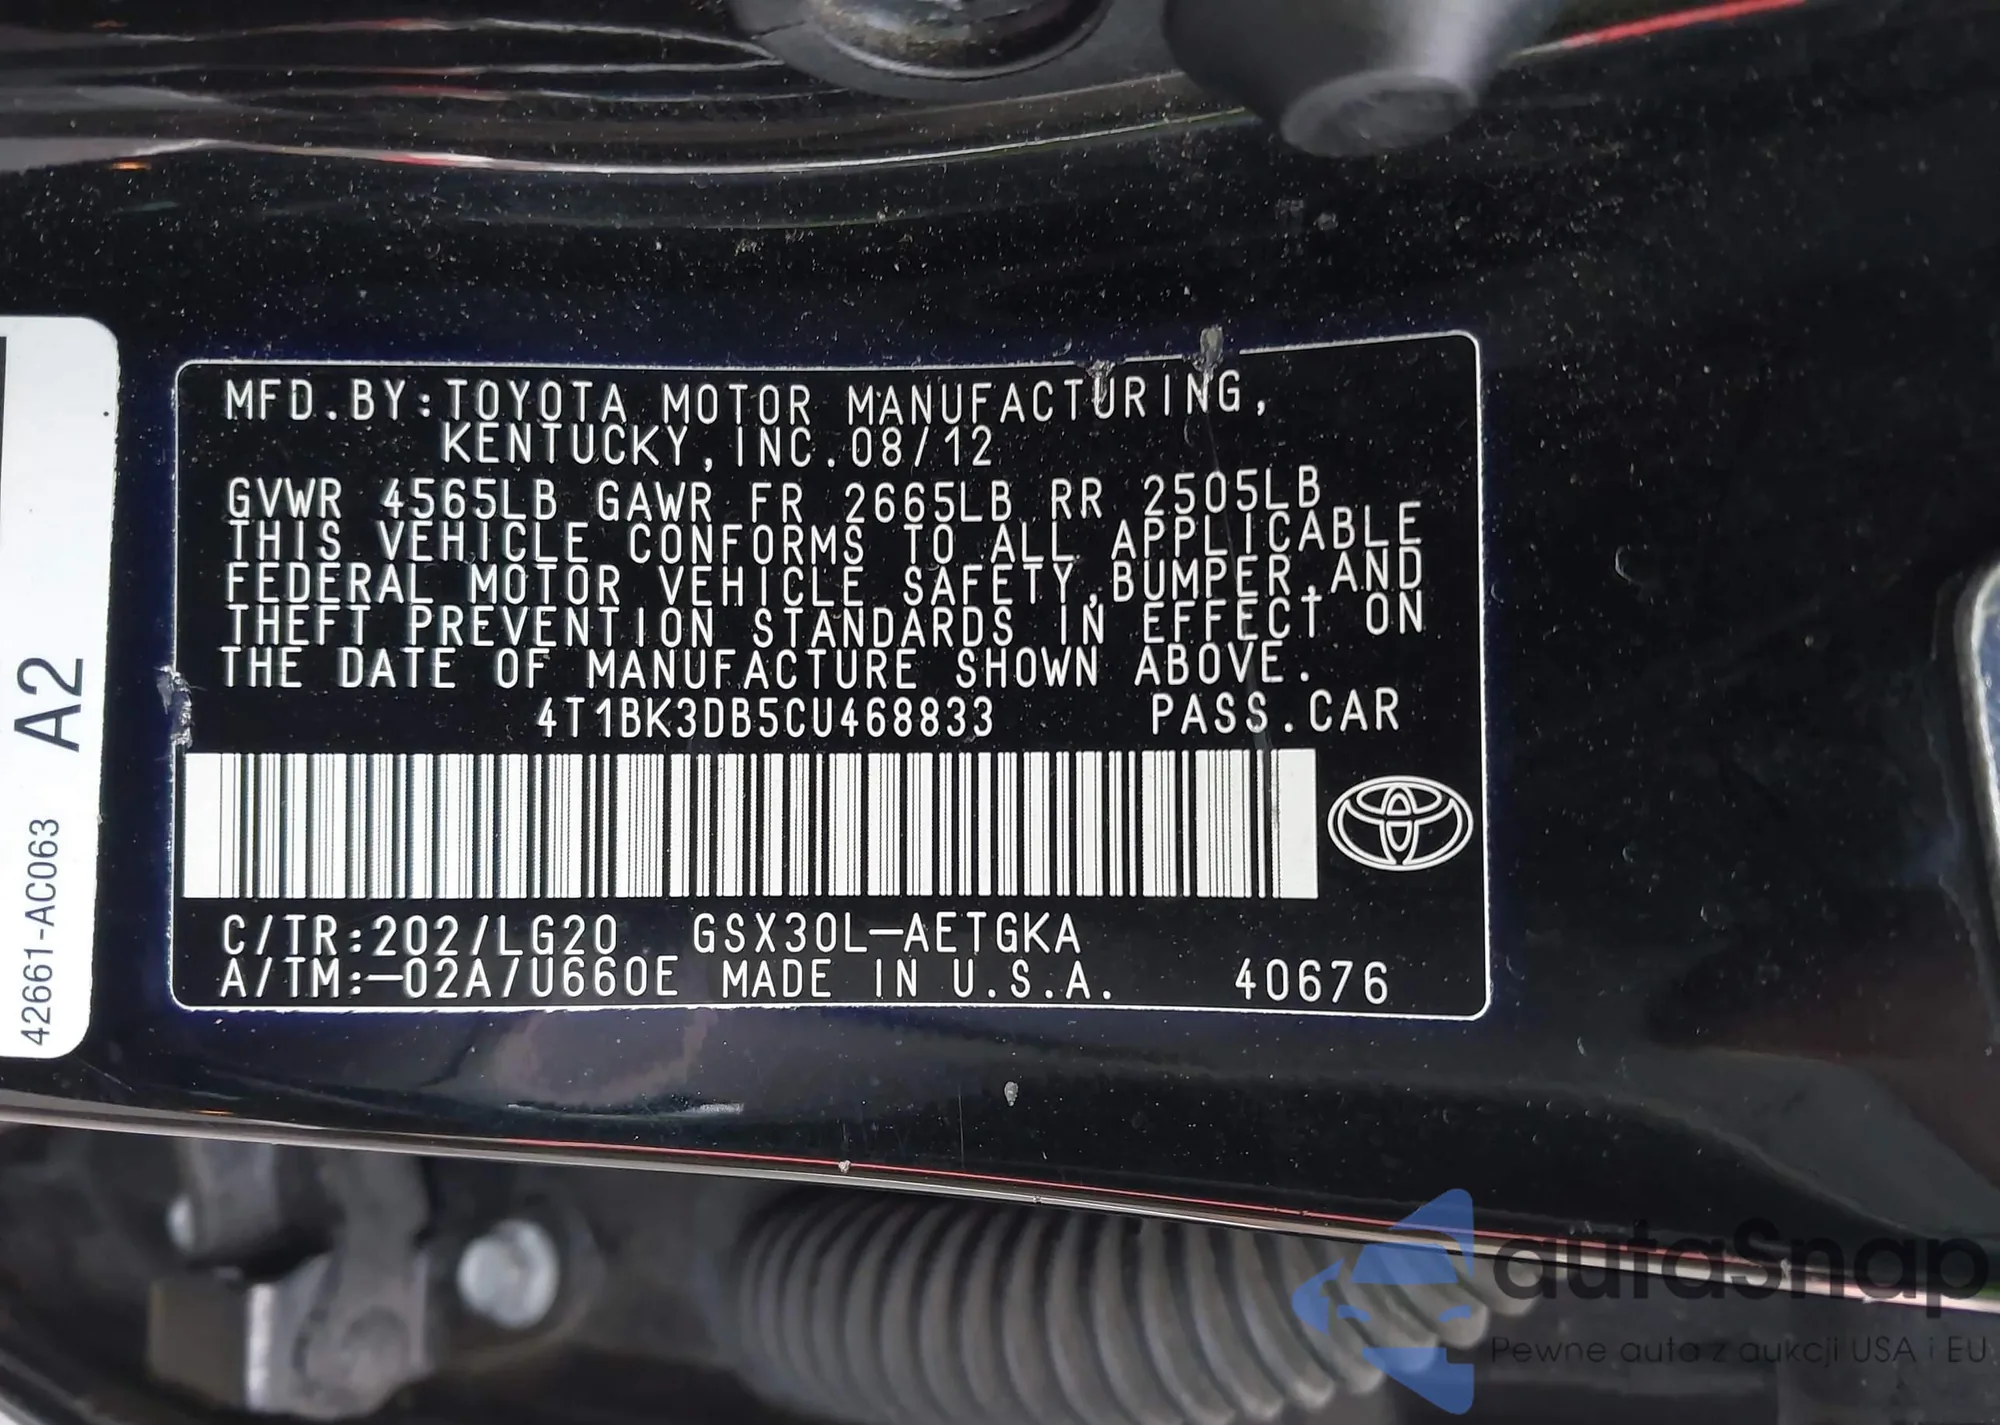 MFD.BY:TOYOTA MOTOR MANUFACTURING,
KENTUCKY,INC.08/12
GVWR 4565LB GAWR FR 2665LB RR 2505LB
THIS VEHICLE CONFORMS TO ALL APPLICABLE
FEDERAL MOTOR VEHICLE SAFETY,BUMPER,AND
THEFT PREVENTION STANDARDS IN EFFECT ON
THE DATE OF MANUFACTURE SHOWN ABOVE.
4T1BK3DB5CU468833 PASS.CAR
C/TR:202/LG20 GSX30L-AETGKA
A/TM:-02A/U660E MADE IN U.S.A. 40676
A2
42661-AC063
autaSnap
Pewne auta z aukcji USA i EU